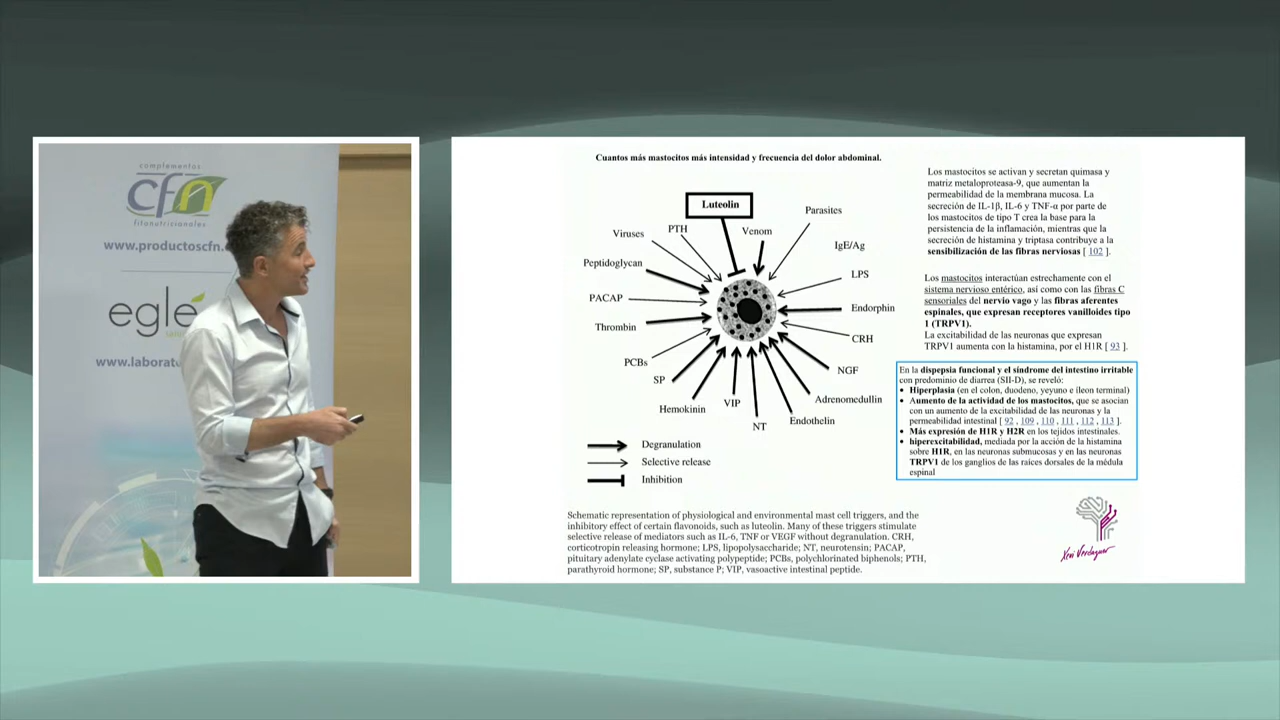 complementos
cfn
fitonutricionales
www.productoscfn.
eglé
www.laborat
Cuantos más mastocitos más intensidad y frecuencia del dolor abdominal.
Luteolin
Parasites
Viruses
PTH
Venom
IgE/Ag
Peptidoglycan
LPS
PACAP
Endorphin
Thrombin
CRH
PCBs
NGF
SP
Adrenomedullin
Hemokinin
VIP
Endothelin
NT
Degranulation
Selective release
Inhibition
Schematic representation of physiological and environmental mast cell triggers, and the
inhibitory effect of certain flavonoids, such as luteolin. Many of these triggers stimulate
selective release of mediators such as IL-6, TNF or VEGF without degranulation. CRH,
corticotropin releasing hormone; LPS, lipopolysaccharide; NT, neurotensin; PACAP,
pituitary adenylate cyclase activating polypeptide; PCBs, polychlorinated biphenols; PTH,
parathyroid hormone; SP, substance P; VIP, vasoactive intestinal peptide.
Los mastocitos se activan y secretan quimasa y
matriz metaloproteasa-9, que aumentan la
permeabilidad de la membrana mucosa. La
secreción de IL-1β, IL-6 y TNF-α por parte de
los mastocitos de tipo T crea la base para la
persistencia de la inflamación, mientras que la
secreción de histamina y triptasa contribuye a la
sensibilización de las fibras nerviosas [ 102 ].
Los mastocitos interactúan estrechamente con el
sistema nervioso entérico, así como con las fibras C
sensoriales del nervio vago y las fibras aferentes
espinales, que expresan receptores vanilloides tipo
1 (TRPV1).
La excitabilidad de las neuronas que expresan
TRPV1 aumenta con la histamina, por el H1R [ 93 ].
En la dispepsia funcional y el síndrome del intestino irritable
con predominio de diarrea (SII-D), se reveló:
• Hiperplasia (en el colon, duodeno, yeyuno e íleon terminal)
• Aumento de la actividad de los mastocitos, que se asocian
con un aumento de la excitabilidad de las neuronas y la
permeabilidad intestinal [ 92 , 109 , 110 , 111 , 112 , 113 ].
• Más expresión de H1R y H2R en los tejidos intestinales.
• hiperexcitabilidad, mediada por la acción de la histamina
sobre H1R, en las neuronas submucosas y en las neuronas
TRPV1 de los ganglios de las raíces dorsales de la médula
espinal
Xevi Verdaguer